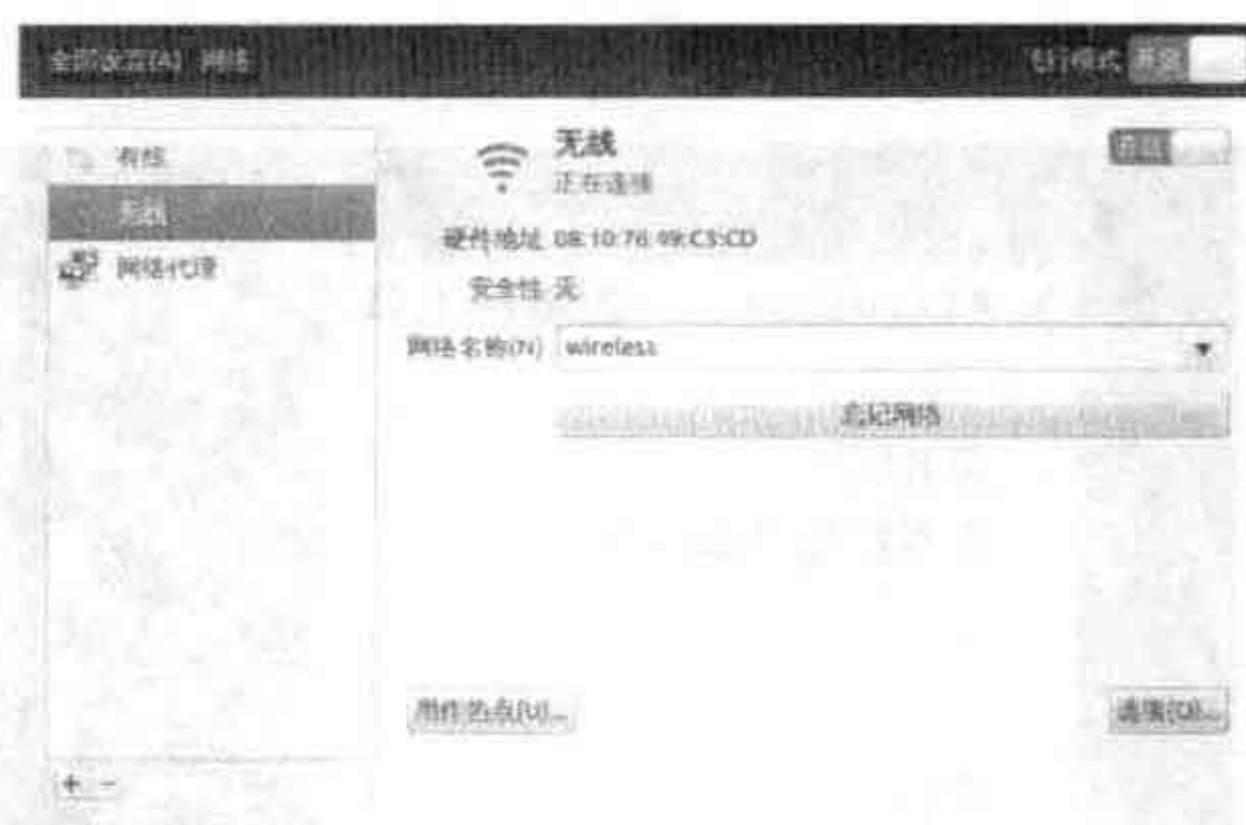 全部设置(A) 网络
飞行模式 开启
有线
无线
网络代理
无线
正在连接
硬件地址 08:10:76:49:C3:CD
安全性 无
网络名称(N) wireless
忘记网络
用作热点(U)...
选项(O)...
+ -